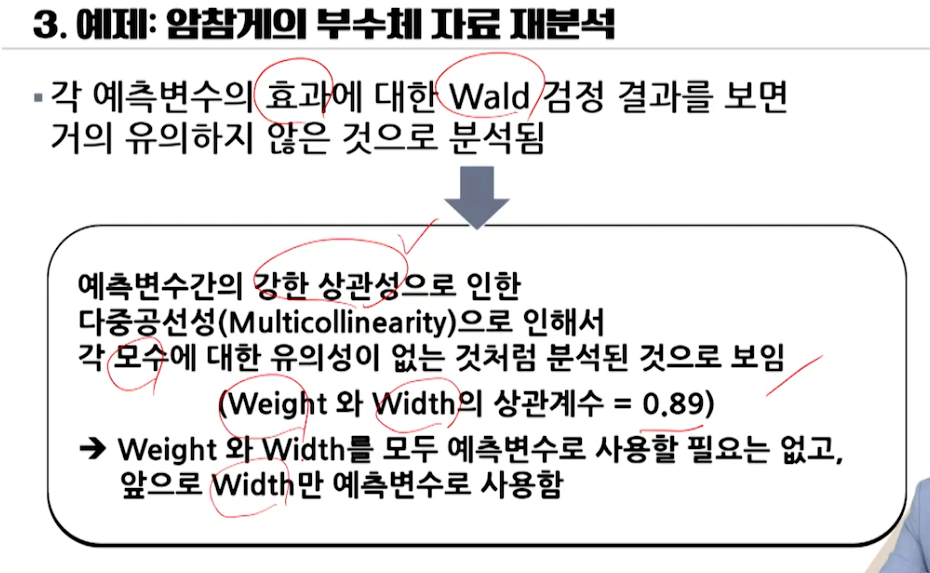 3. 예제: 암참게의 부수체 자료 재분석
▪각 예측변수의 효과에 대한 Wald 검정 결과를 보면
거의 유의하지 않은 것으로 분석됨
예측변수간의 강한 상관성으로 인한
다중공선성(Multicollinearity)으로 인해서
각 모수에 대한 유의성이 없는 것처럼 분석된 것으로 보임
(Weight 와 Width의 상관계수 = 0.89)
➔ Weight 와 Width를 모두 예측변수로 사용할 필요는 없고,
앞으로 Width만 예측변수로 사용함